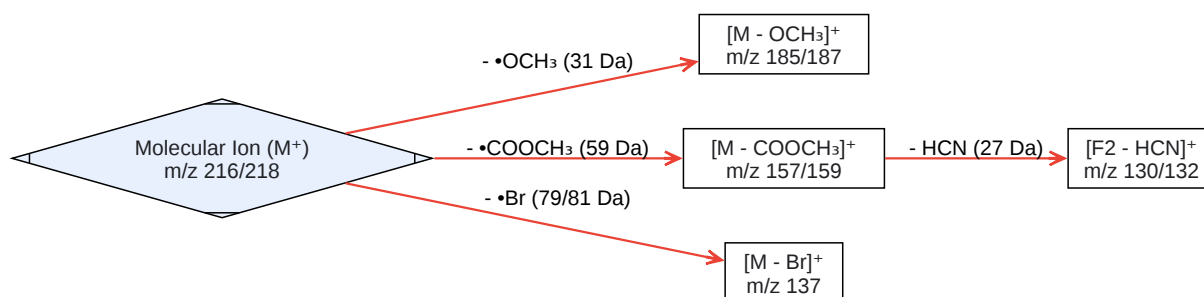 [M - OCH₃]⁺
m/z 185/187
- •OCH₃ (31 Da)
Molecular Ion (M⁺)
m/z 216/218
- •COOCH₃ (59 Da)
[M - COOCH₃]⁺
m/z 157/159
- HCN (27 Da)
[F2 - HCN]⁺
m/z 130/132
- •Br (79/81 Da)
[M - Br]⁺
m/z 137